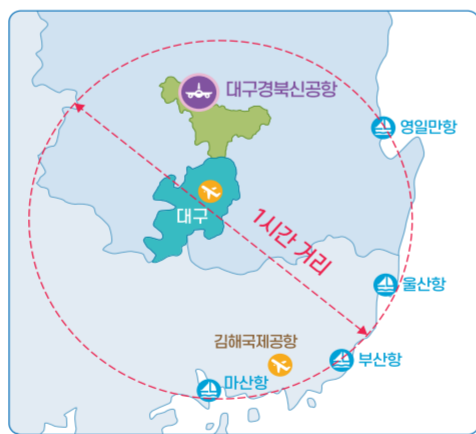 대구경북신공항
영일만항
대구
1시간 거리
울산항
김해국제공항
부산항
마산항